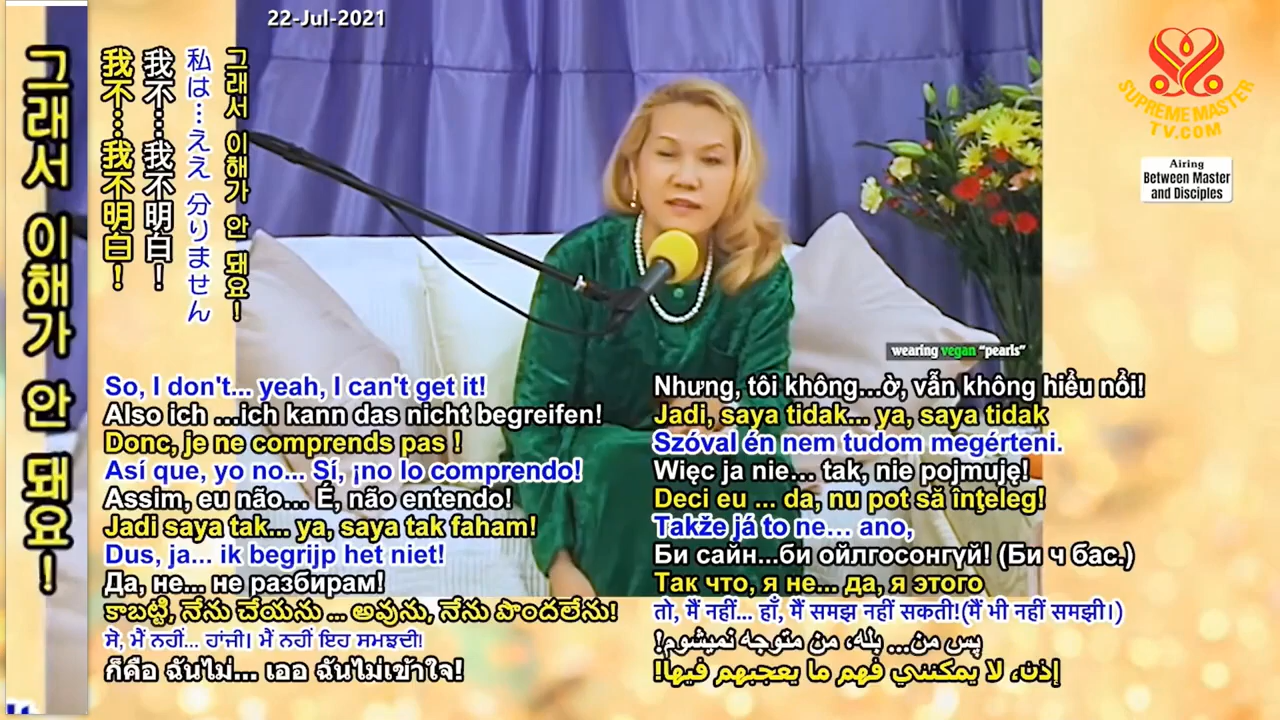 22-Jul-2021
SUPREME MASTER
TV.COM
Airing
Between Master
and Disciples
그래서 이해가 안 돼요!
그래서 이해가 안 돼요!
私は…ええ 分りません
我不…我不明白！
我不…我不明白！
wearing vegan "pearls"
So, I don't... yeah, I can't get it!
Also ich ...ich kann das nicht begreifen!
Donc, je ne comprends pas !
Así que, yo no... Sí, ¡no lo comprendo!
Assim, eu não... É, não entendo!
Jadi saya tak... ya, saya tak faham!
Dus, ja... ik begrijp het niet!
Да, не... не разбирам!
కాబట్టి, నేను చేయను ... అవును, నేను పొందలేను!
ਸੋ, ਮੈਂ ਨਹੀਂ... ਹਾਂਜੀ। ਮੈਂ ਨਹੀਂ ਇਹ ਸਮਝਦੀ!
ก็คือ ฉันไม่... เออ ฉันไม่เข้าใจ!
Nhưng, tôi không...ờ, vẫn không hiểu nổi!
Jadi, saya tidak... ya, saya tidak
Szóval én nem tudom megérteni.
Więc ja nie... tak, nie pojmuję!
Deci eu ... da, nu pot să înţeleg!
Takže já to ne... ano,
Би сайн...би ойлгосонгүй! (Би ч бас.)
Так что, я не... да, я этого
तो, मैं नहीं... हाँ, मैं समझ नहीं सकती!(मैं भी नहीं समझी।)
پس من... بله، من متوجه نمیشوم!
إذن، لا يمكنني فهم ما يعجبهم فيها!